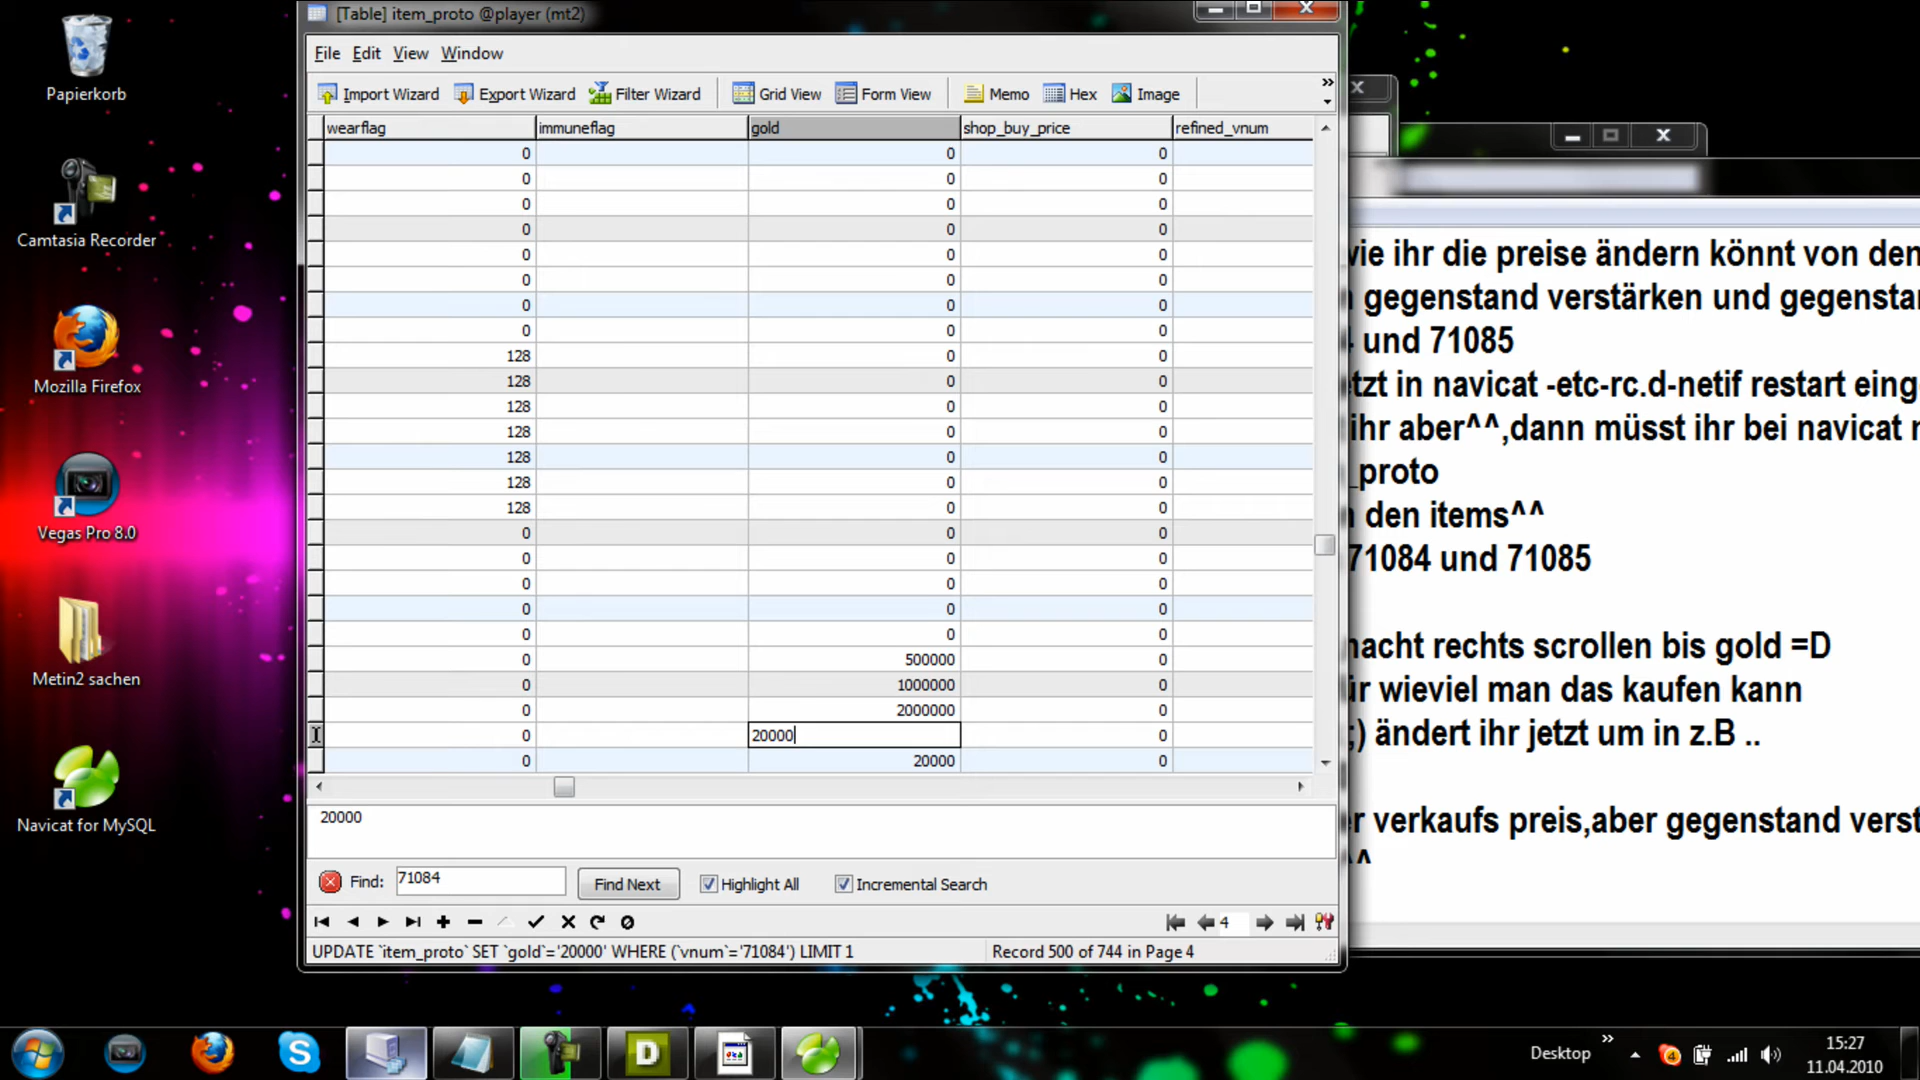 [Table] item_proto @player (mt2)
File Edit View Window
Import Wizard Export Wizard Filter Wizard Grid View Form View Memo Hex Image »
wearflag immuneflag gold shop_buy_price refined_vnum
0 0 0
0 0 0
0 0 0
0 0 0
0 0 0
0 0 0
0 0 0
0 0 0
128 0 0
128 0 0
128 0 0
128 0 0
128 0 0
128 0 0
128 0 0
0 0 0
0 0 0
0 0 0
0 0 0
0 0 0
0 500000 0
0 1000000 0
0 2000000 0
0 20000 0
0 20000 0
20000
Find: 71084 Find Next Highlight All Incremental Search
4
UPDATE `item_proto` SET `gold`='20000' WHERE (`vnum`='71084') LIMIT 1 Record 500 of 744 in Page 4
wie ihr die preise ändern könnt von den
gegenstand verstärken und
und 71085
in navicat -etc-rc.d-netif restart
ihr aber^^,dann müsst ihr bei navicat
_proto
den items^^
71084 und 71085
macht rechts scrollen bis gold =D
für wieviel man das kaufen kann
;) ändert ihr jetzt um in z.B ..
verkaufs preis,aber gegenstand
^^
Papierkorb
Camtasia Recorder
Mozilla Firefox
Vegas Pro 8.0
Metin2 sachen
Navicat for MySQL
D
Desktop »
4
15:27
11.04.2010